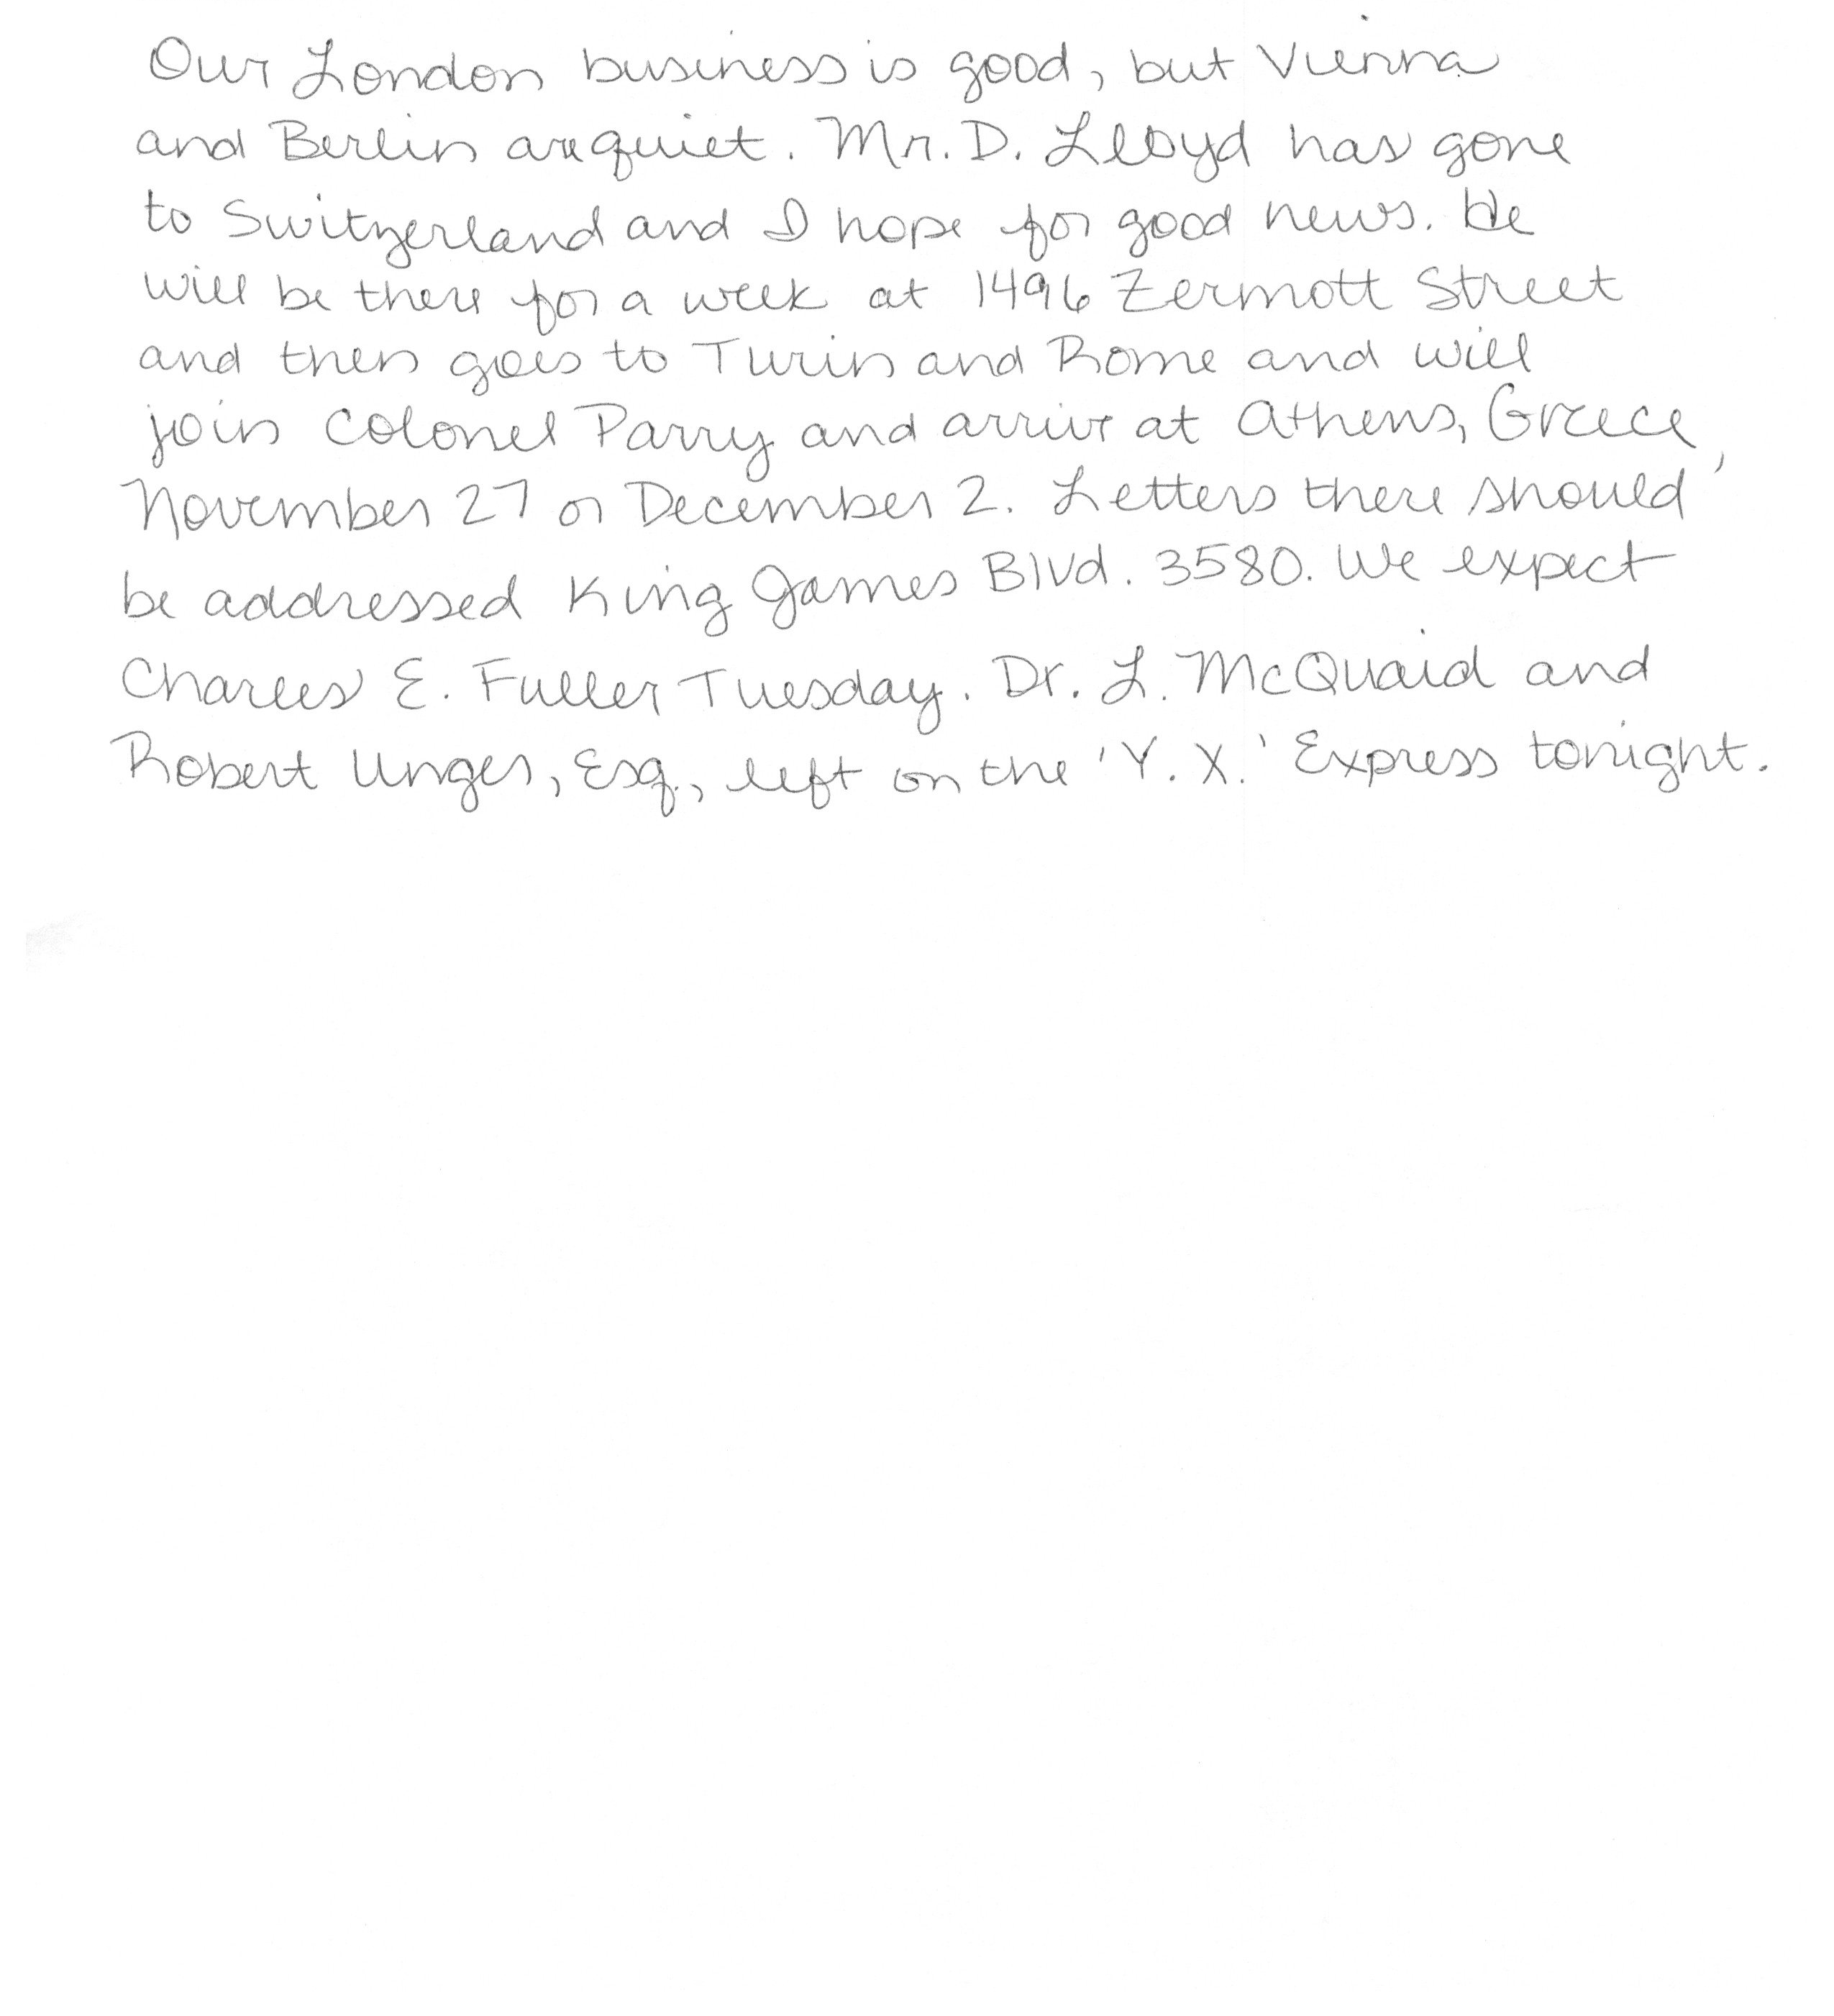 Our London business is good, but Vienna
and Berlin are quiet. Mr. D. Lloyd has gone
to Switzerland and I hope for good news. He
will be there for a week at 1496 Zermott Street
and then goes to Turin and Rome and will
join Colonel Parry and arrive at Athens, Greece,
November 27 or December 2. Letters there should
be addressed King James Blvd. 3580. We expect
Charles E. Fuller Tuesday. Dr. L. McQuaid and
Robert Unger, Esq., left on the 'Y. X.' Express tonight.